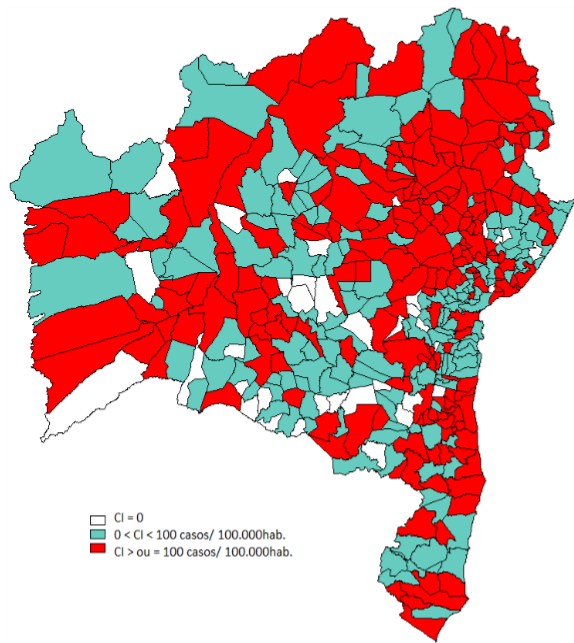 CI = 0
0 < CI < 100 casos/ 100.000hab.
CI > ou = 100 casos/ 100.000hab.